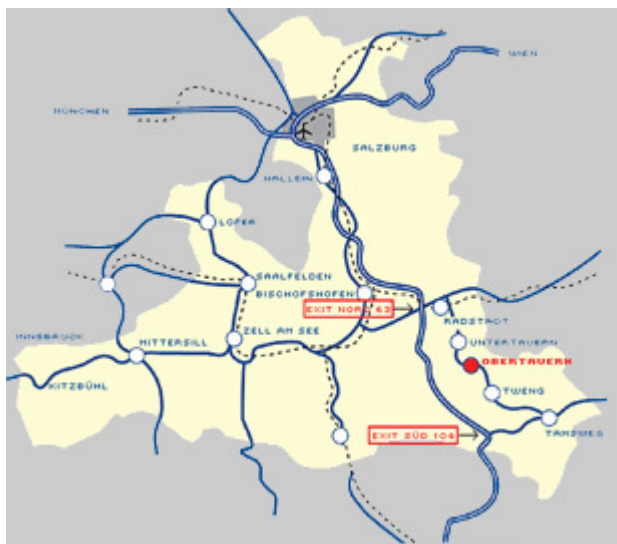 WIEN
MÜNCHEN
SALZBURG
HALLEIN
LOFER
SAALFELDEN
BISCHOFSHOFEN
EXIT NORD 63
RADSTADT
INNSBRUCK
ZELL AM SEE
UNTERTAUERN
MITTERSILL
OBERTAUERN
KITZBÜHL
TWENG
EXIT SÜD 104
TAMSWEG